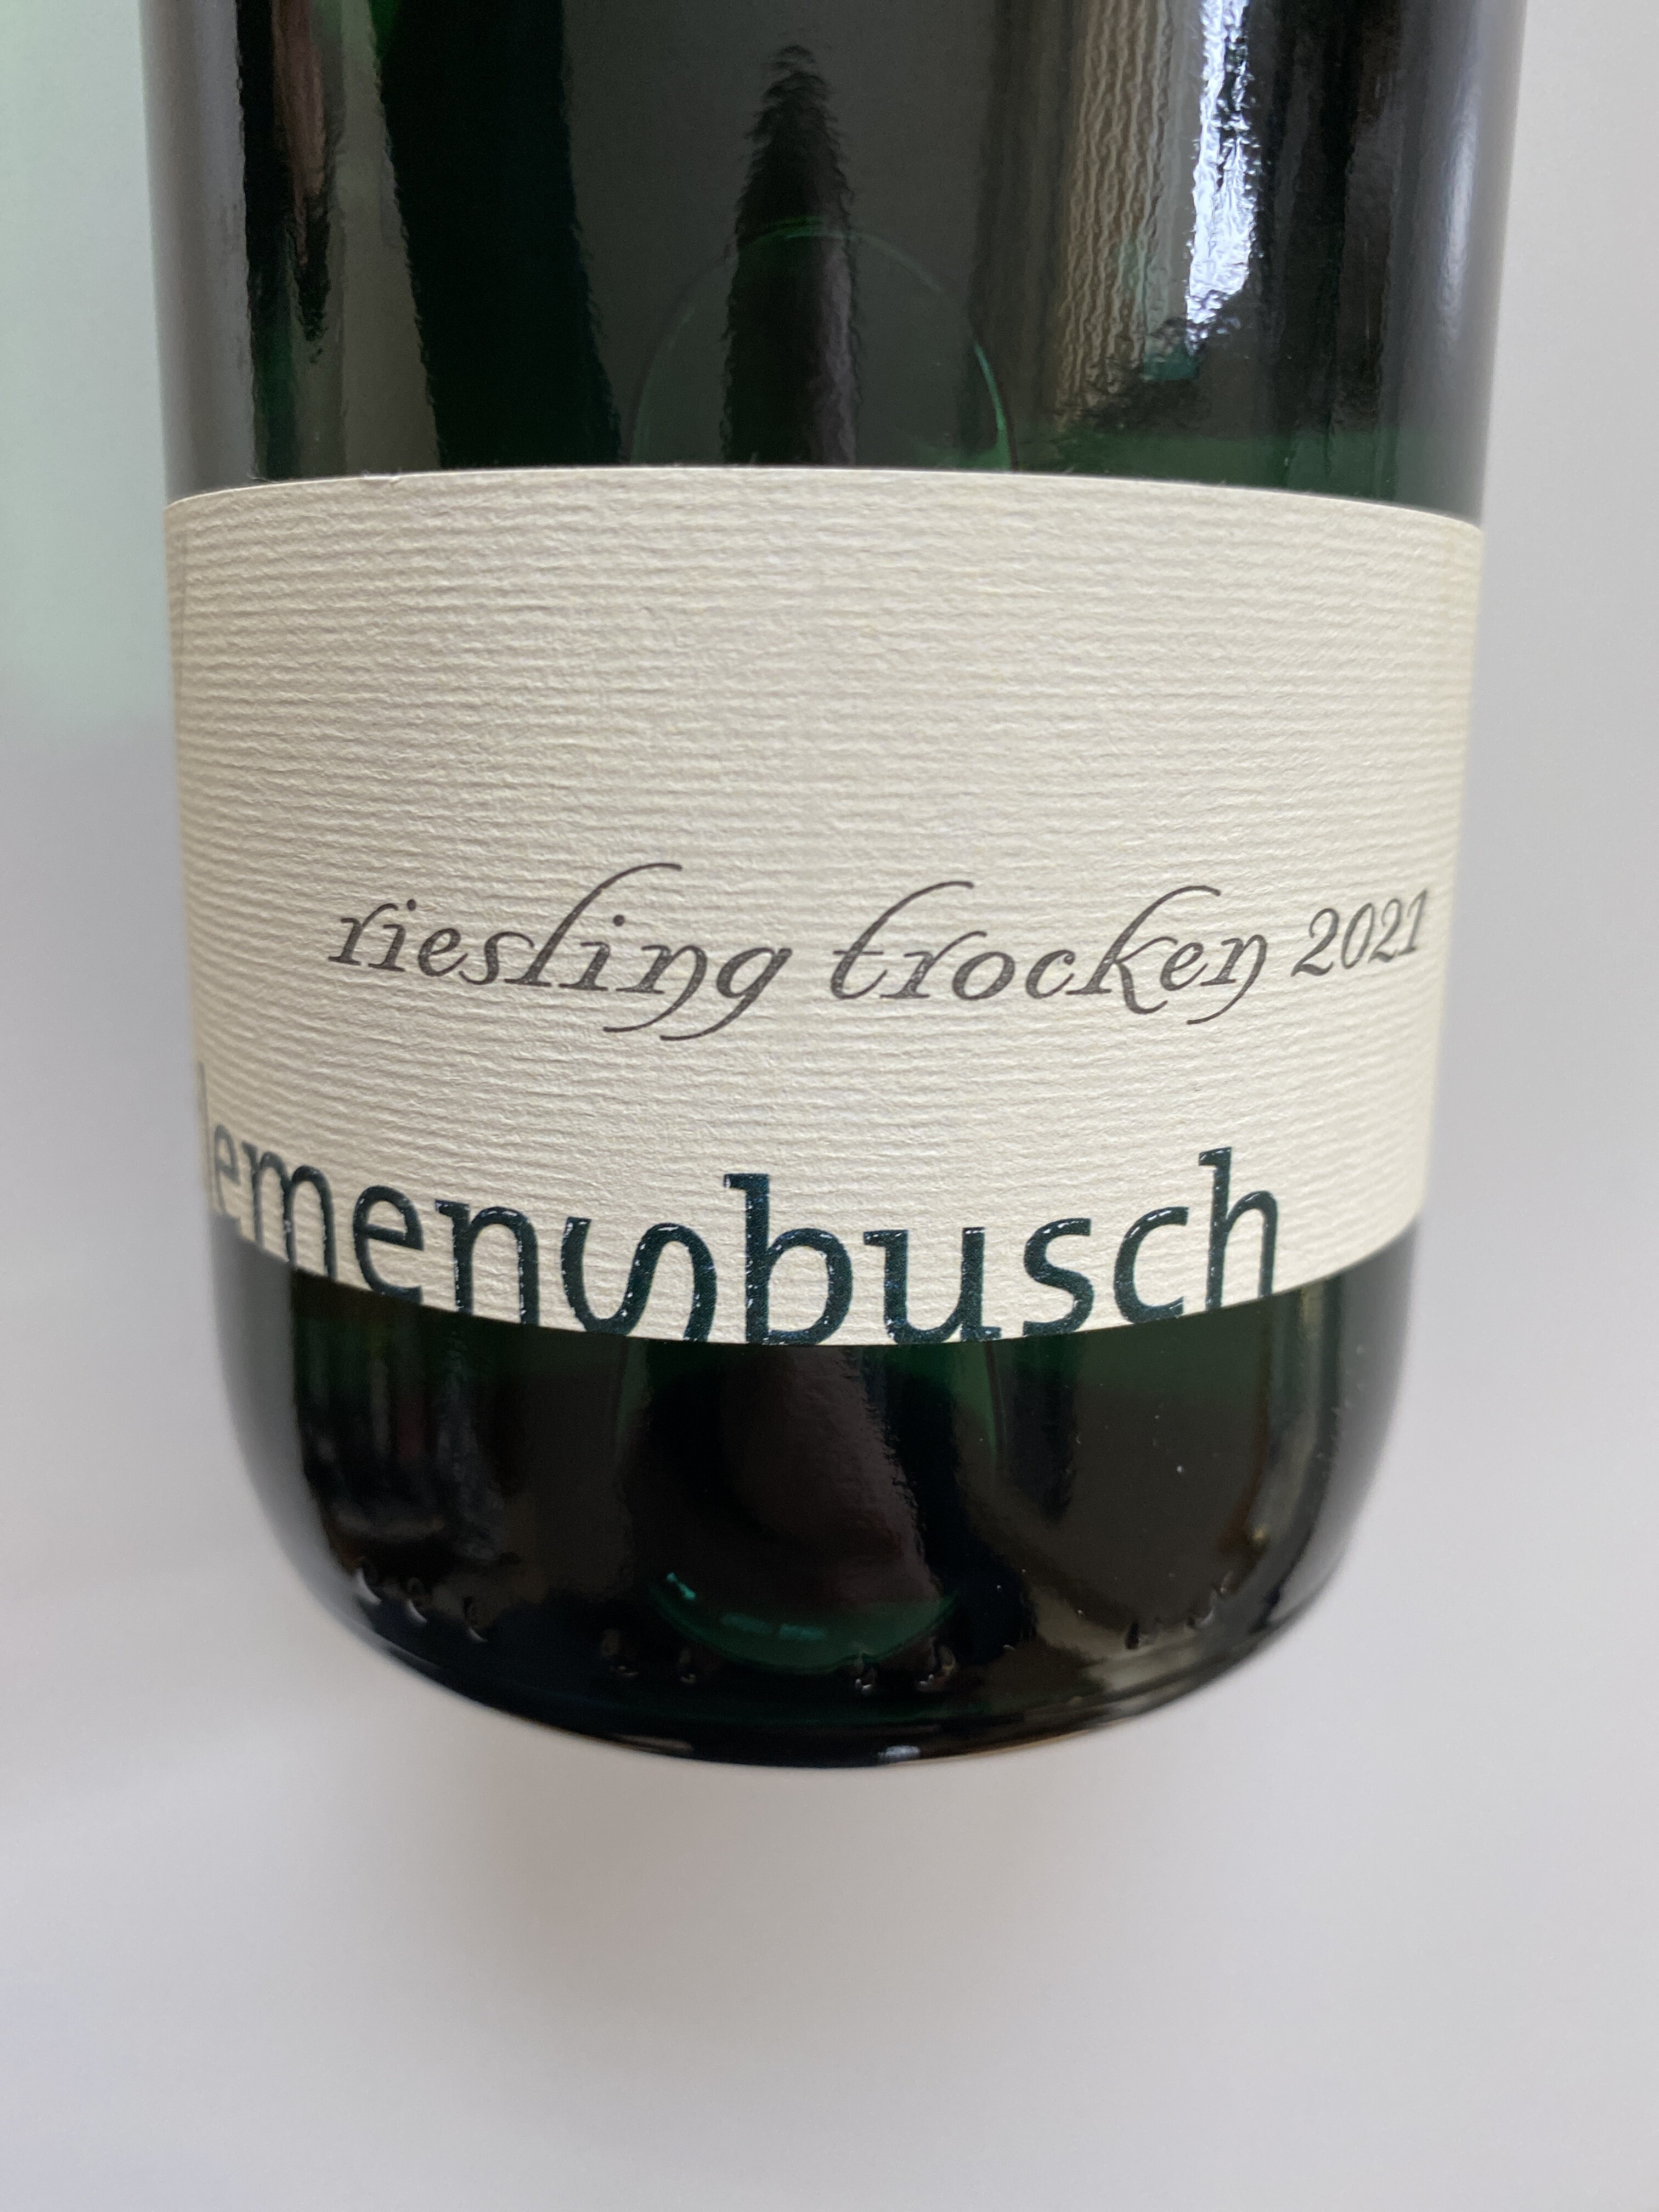 riesling trocken 2021
lemensbusch